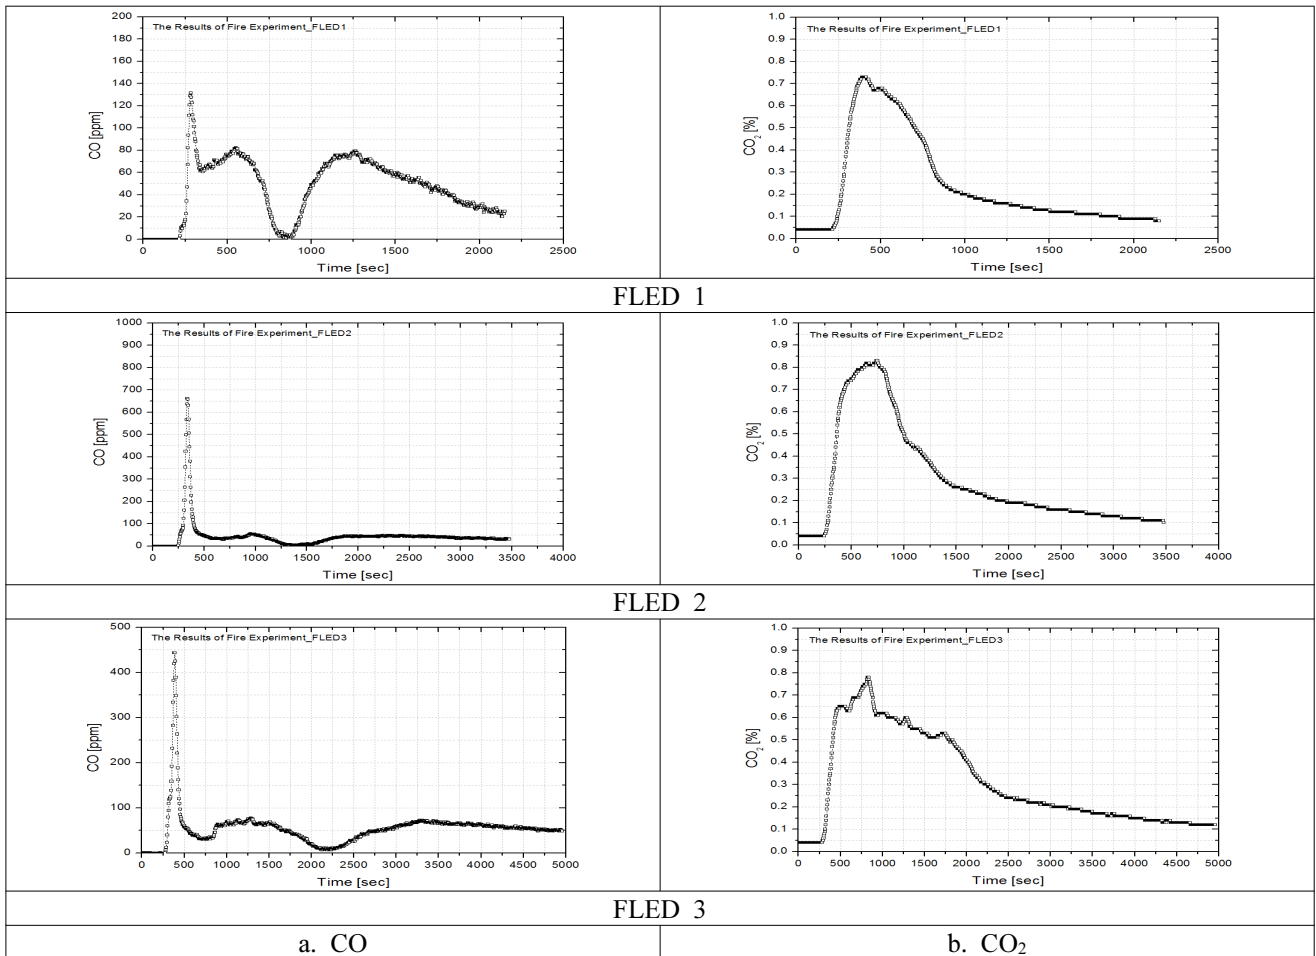 The Results of Fire Experiment_FLED1
CO [ppm]
200
180
160
140
120
100
80
60
40
20
0
0 500 1000 1500 2000 2500
Time [sec]
The Results of Fire Experiment_FLED1
CO2 [%]
1.0
0.9
0.8
0.7
0.6
0.5
0.4
0.3
0.2
0.1
0.0
0 500 1000 1500 2000 2500
Time [sec]
FLED 1
The Results of Fire Experiment_FLED2
CO [ppm]
1000
900
800
700
600
500
400
300
200
100
0
0 500 1000 1500 2000 2500 3000 3500 4000
Time [sec]
The Results of Fire Experiment_FLED2
CO2 [%]
1.0
0.9
0.8
0.7
0.6
0.5
0.4
0.3
0.2
0.1
0.0
0 500 1000 1500 2000 2500 3000 3500 4000
Time [sec]
FLED 2
The Results of Fire Experiment_FLED3
CO [ppm]
500
400
300
200
100
0
0 500 1000 1500 2000 2500 3000 3500 4000 4500 5000
Time [sec]
The Results of Fire Experiment_FLED3
CO2 [%]
1.0
0.9
0.8
0.7
0.6
0.5
0.4
0.3
0.2
0.1
0.0
0 500 1000 1500 2000 2500 3000 3500 4000 4500 5000
Time [sec]
FLED 3
a. CO
b. CO2